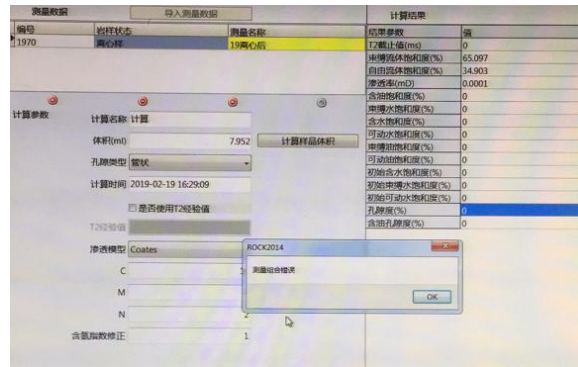 测量数据
导入测量数据
计算结果
编号
岩样状态
测量名称
1970
离心样
19离心后
结果参数
值
T2截止值(ms)
0
束缚流体饱和度(%)
65.097
自由流体饱和度(%)
34.903
渗透率(mD)
0.0001
含油饱和度(%)
0
束缚水饱和度(%)
0
含水饱和度(%)
0
可动水饱和度(%)
0
束缚油饱和度(%)
0
可动油饱和度(%)
0
初始含水饱和度(%)
0
初始束缚水饱和度(%)
0
初始可动水饱和度(%)
0
孔隙度(%)
0
含油孔隙度(%)
0
计算参数
计算名称
计算
体积(ml)
7.952
计算样品体积
孔隙类型
管状
计算时间
2019-02-19 16:29:09
是否使用T2经验值
T2经验值
渗透模型
Coates
C
M
N
2
含氢指数修正
1
ROCK2014
测量组合错误
OK